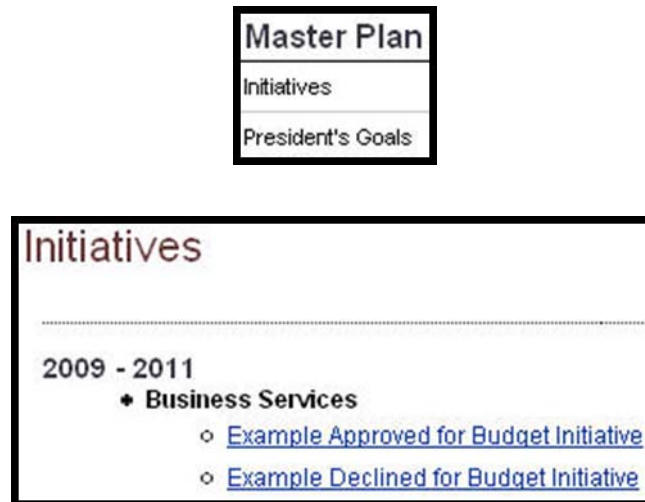 Master Plan
Initiatives
President's Goals
Initiatives
2009 - 2011
Business Services
Example Approved for Budget Initiative
Example Declined for Budget Initiative